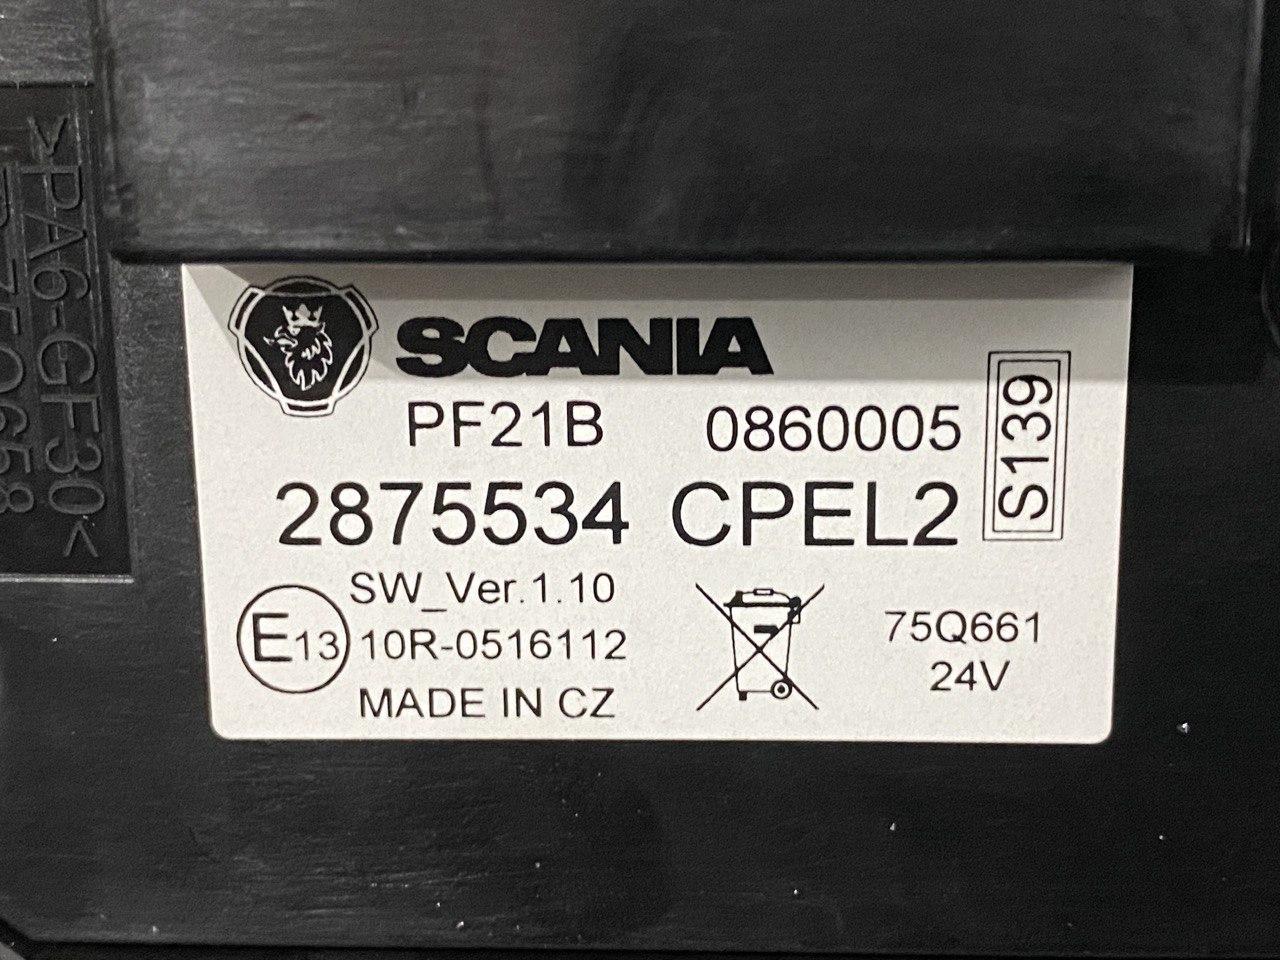 >PA6-GF30<
SCANIA
PF21B 0860005
S139
2875534 CPEL2
SW_Ver.1.10
E13 10R-0516112
MADE IN CZ
75Q661
24V